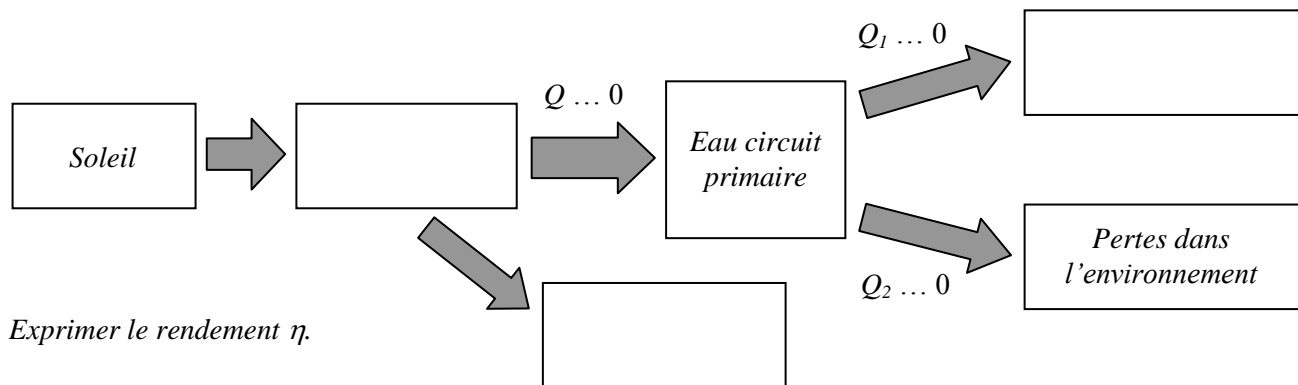 Q₁ … 0
Q … 0
Soleil
Eau circuit
primaire
Pertes dans
l’environnement
Q₂ … 0
Exprimer le rendement η.